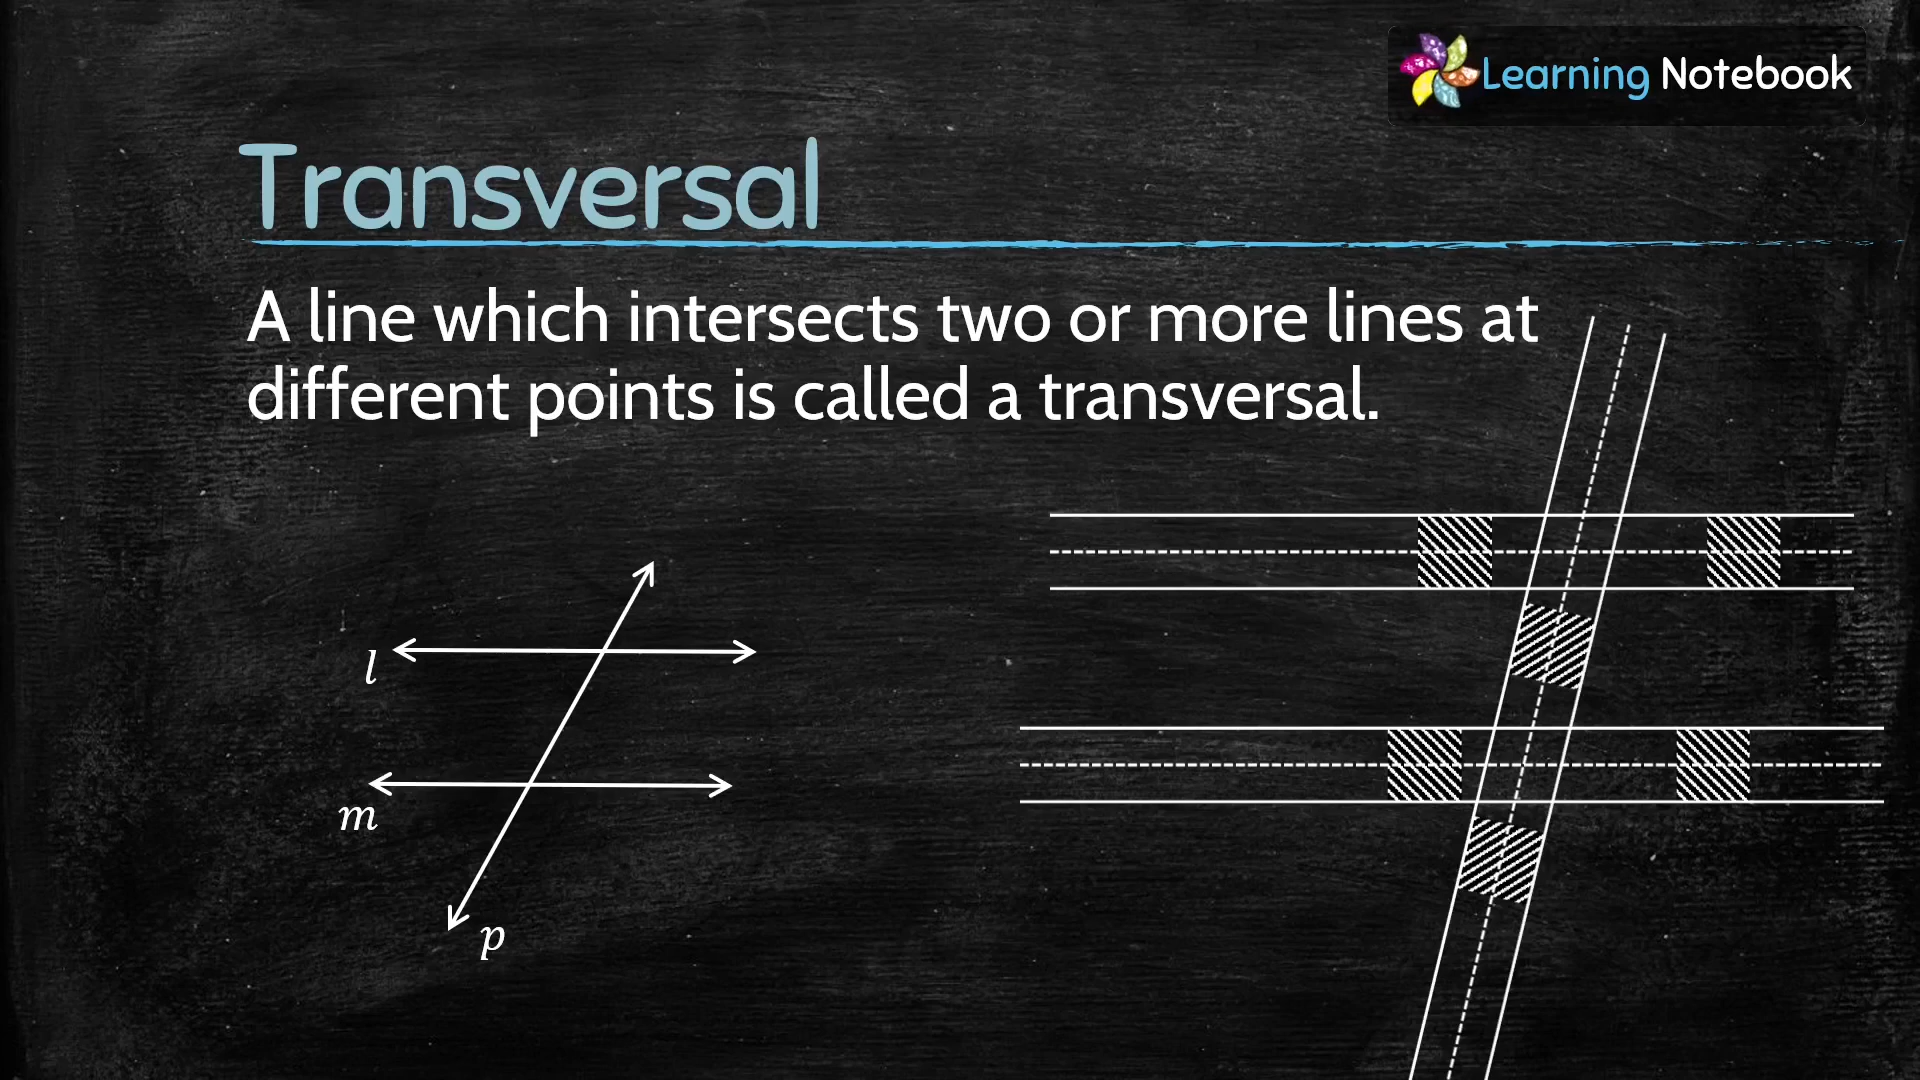 Learning Notebook
Transversal
A line which intersects two or more lines at
different points is called a transversal.
l
m
p